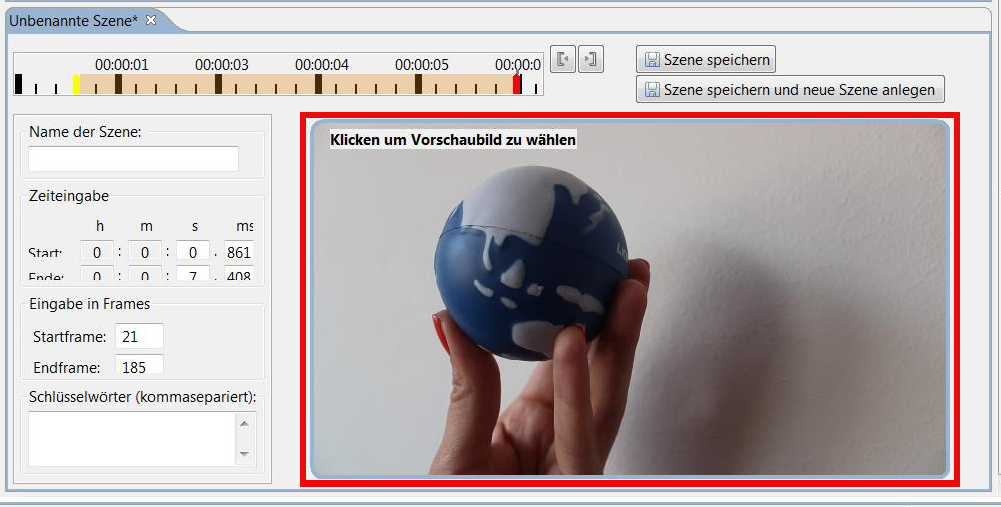 Unbenannte Szene*
00:00:01 00:00:03 00:00:04 00:00:05 00:00:0
Szene speichern
Szene speichern und neue Szene anlegen
Name der Szene:
Klicken um Vorschaubild zu wählen
Zeiteingabe
h m s ms
Start: 0 : 0 : 0 . 861
Ende: 0 : 0 : 7 . 408
Eingabe in Frames
Startframe: 21
Endframe: 185
Schlüsselwörter (kommasepariert):